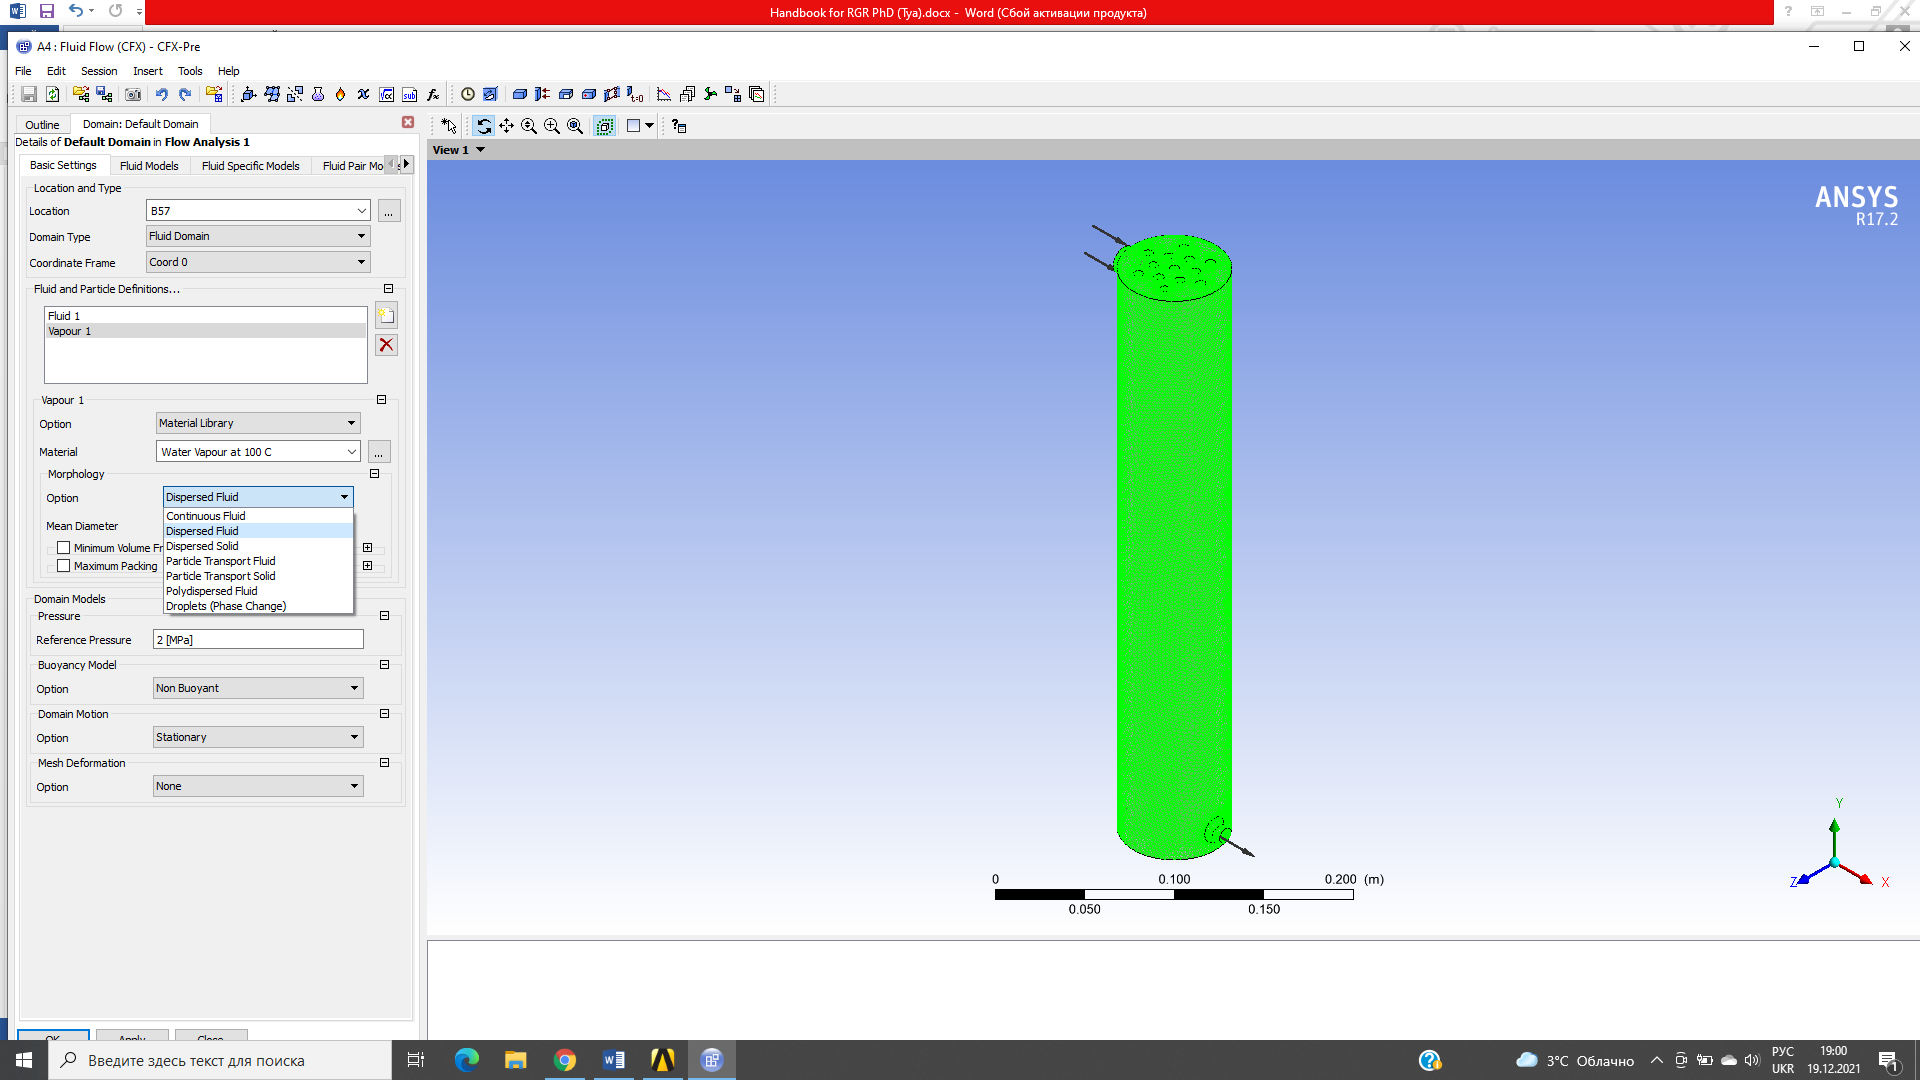 Handbook for RGR PhD (Tya).docx - Word (Сбой активации продукта)
A4 : Fluid Flow (CFX) - CFX-Pre
File Edit Session Insert Tools Help
Outline Domain: Default Domain
Details of Default Domain in Flow Analysis 1
Basic Settings Fluid Models Fluid Specific Models Fluid Pair Mo
Location and Type
Location B57 ...
Domain Type Fluid Domain
Coordinate Frame Coord 0
Fluid and Particle Definitions...
Fluid 1
Vapour 1
Vapour 1
Option Material Library
Material Water Vapour at 100 C ...
Morphology
Option Dispersed Fluid
Continuous Fluid
Mean Diameter
Dispersed Fluid
Minimum Volume Fr
Dispersed Solid
Maximum Packing
Particle Transport Fluid
Particle Transport Solid
Polydispersed Fluid
Droplets (Phase Change)
Domain Models
Pressure
Reference Pressure 2 [MPa]
Buoyancy Model
Option Non Buoyant
Domain Motion
Option Stationary
Mesh Deformation
Option None
OK Apply Close
View 1
ANSYS
R17.2
0 0.100 0.200 (m)
0.050 0.150
Y
Z X
Введите здесь текст для поиска
3°C Облачно
РУС
UKR
19:00
19.12.2021
1